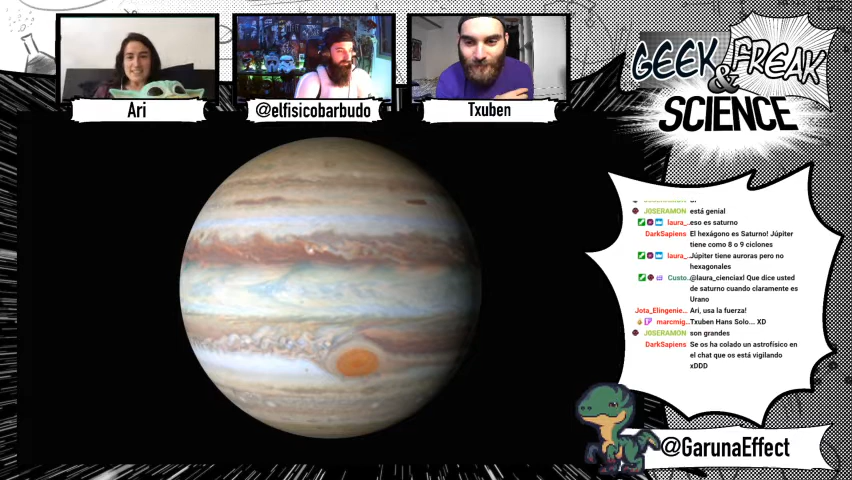 Ari
@elfisicobarbudo
Txuben
GEEK
&
FREAK
SCIENCE
J0SERAMON está genial
laura_... eso es saturno
DarkSapiens El hexágono es Saturno! Júpiter
tiene como 8 o 9 ciclones
laura_... Júpiter tiene auroras pero no
hexagonales
Custo... @laura_cienciaxl Que dice usted
de saturno cuando claramente es
Urano
Jota_Elingenie... Ari, usa la fuerza!
marcmig... Txuben Hans Solo... XD
J0SERAMON son grandes
DarkSapiens Se os ha colado un astrofísico en
el chat que os está vigilando
xDDD
@GarunaEffect